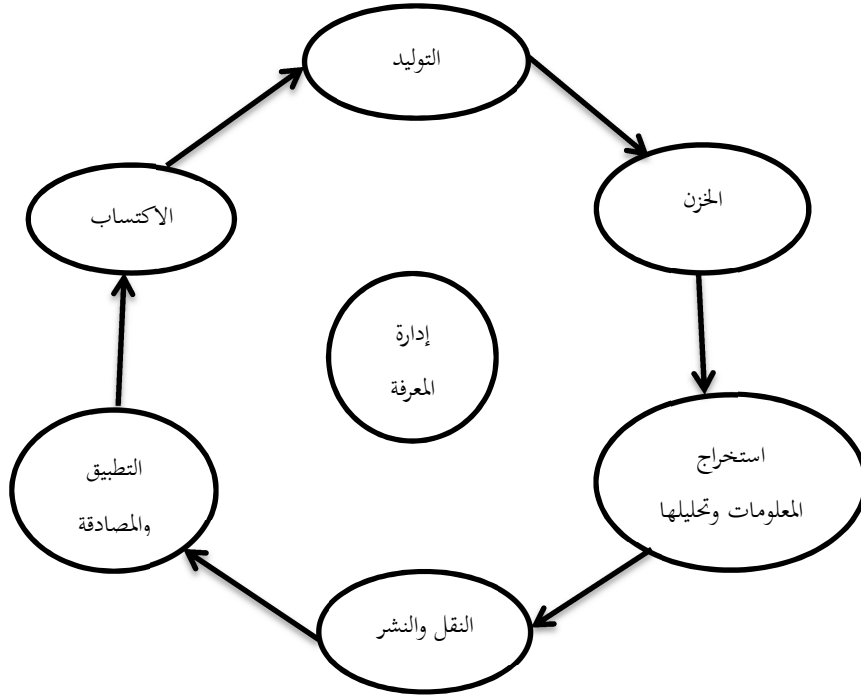 التوليد
الخزن
الاكتساب
إدارة
المعرفة
استخراج
المعلومات وتحليلها
التطبيق
والمصادقة
النقل والنشر